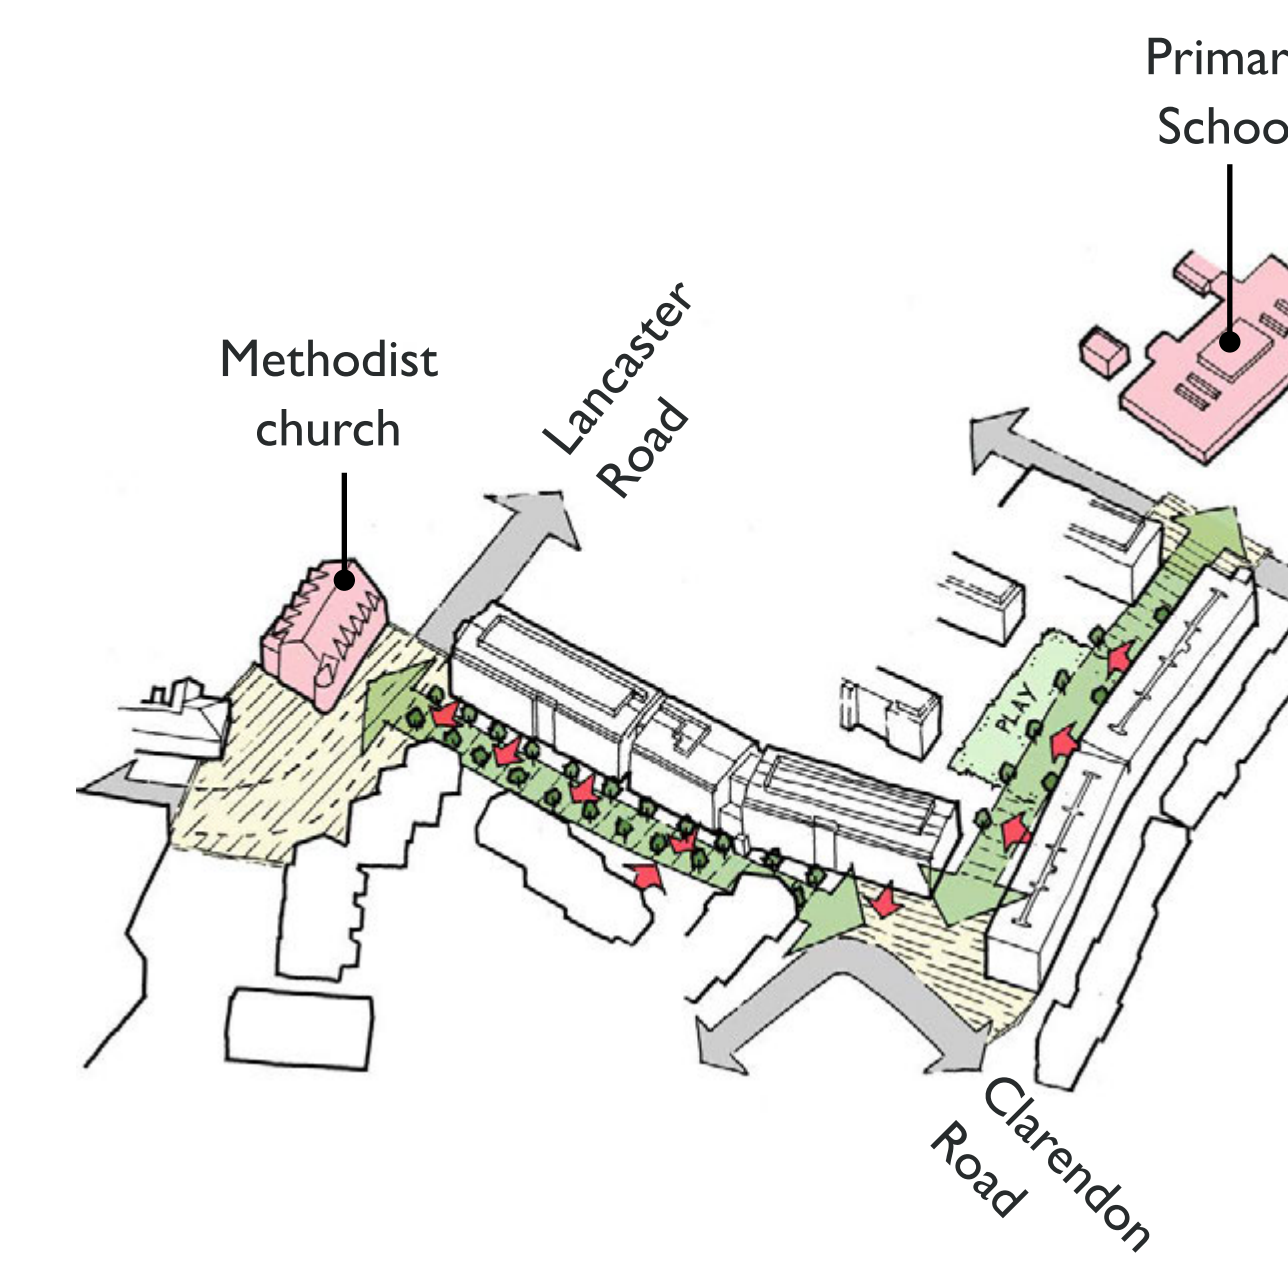 Primar
Schoo
Methodist
church
Lancaster
Road
PLAY
Clarendon
Road